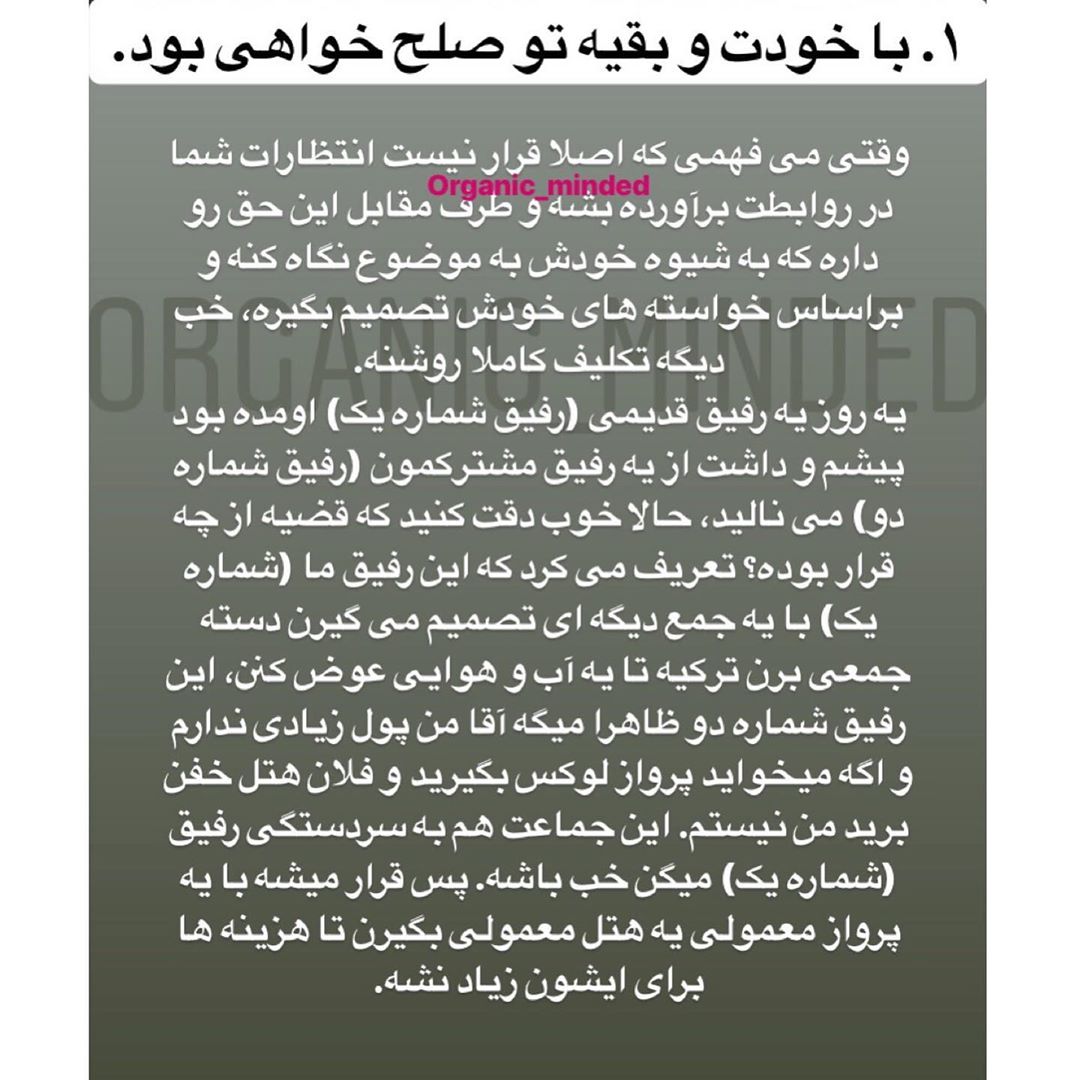 ۱. با خودت و بقیه تو صلح خواهی بود.
وقتی می فهمی که اصلا قرار نیست انتظارات شما
Organic_minded
در روابطت برآورده بشه و طرف مقابل این حق رو
داره که به شیوه خودش به موضوع نگاه کنه و
براساس خواسته های خودش تصمیم بگیره، خب
ORGANIC_MINDED
دیگه تکلیف کاملا روشنه.
یه روز یه رفیق قدیمی (رفیق شماره یک) اومده بود
پیشم و داشت از یه رفیق مشترکمون (رفیق شماره
دو) می نالید، حالا خوب دقت کنید که قضیه از چه
قرار بوده؟ تعریف می کرد که این رفیق ما (شماره
یک) با یه جمع دیگه ای تصمیم می گیرن دسته
جمعی برن ترکیه تا یه آب و هوایی عوض کنن، این
رفیق شماره دو ظاهرا میگه آقا من پول زیادی ندارم
و اگه میخواید پرواز لوکس بگیرید و فلان هتل خفن
برید من نیستم. این جماعت هم به سردستگی رفیق
(شماره یک) میگن خب باشه. پس قرار میشه با یه
پرواز معمولی یه هتل معمولی بگیرن تا هزینه ها
برای ایشون زیاد نشه.